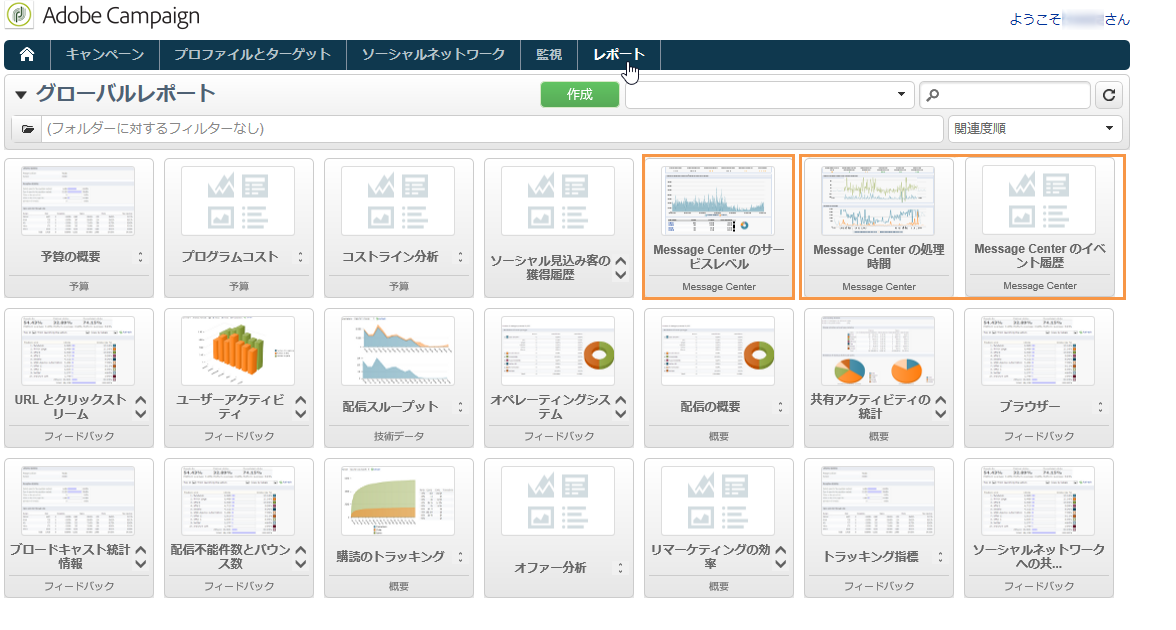 Adobe Campaign
ようこそ さん
キャンペーン
プロファイルとターゲット
ソーシャルネットワーク
監視
レポート
グローバルレポート
作成
(フォルダーに対するフィルターなし)
関連度順
予算の概要
予算
プログラムコスト
予算
コストライン分析
予算
ソーシャル見込み客の
獲得履歴
Message Center のサー
ビスレベル
Message Center
Message Center の処理
時間
Message Center
Message Center のイベ
ント履歴
Message Center
URL とクリックスト
リーム
フィードバック
ユーザーアクティビ
ティ
フィードバック
配信スループット
技術データ
オペレーティングシス
テム
フィードバック
配信の概要
概要
共有アクティビティの
統計
概要
ブラウザー
フィードバック
ブロードキャスト統計
情報
フィードバック
配信不能件数とバウン
ス数
フィードバック
購読のトラッキング
概要
オファー分析
リマーケティングの効
率
概要
トラッキング指標
フィードバック
ソーシャルネットワーク
への共...
フィードバック